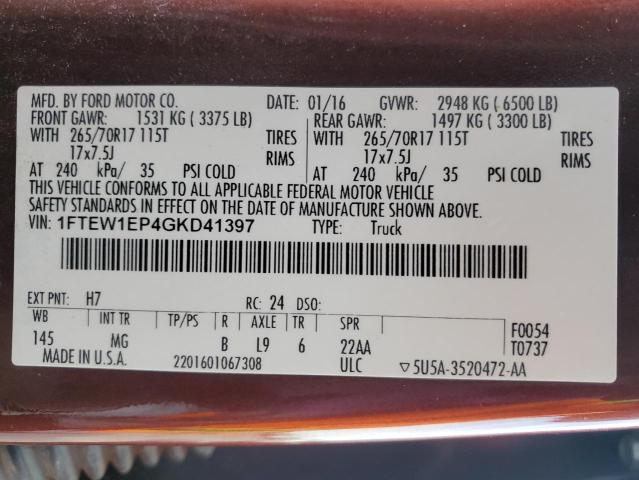 MFD. BY FORD MOTOR CO. DATE: 01/16 GVWR: 2948 KG ( 6500 LB)
FRONT GAWR: 1531 KG ( 3375 LB) REAR GAWR: 1497 KG ( 3300 LB)
WITH 265/70R17 115T TIRES WITH 265/70R17 115T TIRES
17x7.5J RIMS 17x7.5J RIMS
AT 240 kPa/ 35 PSI COLD AT 240 kPa/ 35 PSI COLD
THIS VEHICLE CONFORMS TO ALL APPLICABLE FEDERAL MOTOR VEHICLE
SAFETY STANDARDS IN EFFECT ON THE DATE OF MANUFACTURE SHOWN ABOVE.
VIN: 1FTEW1EP4GKD41397 TYPE: Truck
EXT PNT: H7 RC: 24 DSO:
WB INT TR TP/PS R AXLE TR SPR F0054
145 MG B L9 6 22AA T0737
MADE IN U.S.A. 2201601067308 ULC 5U5A-3520472-AA